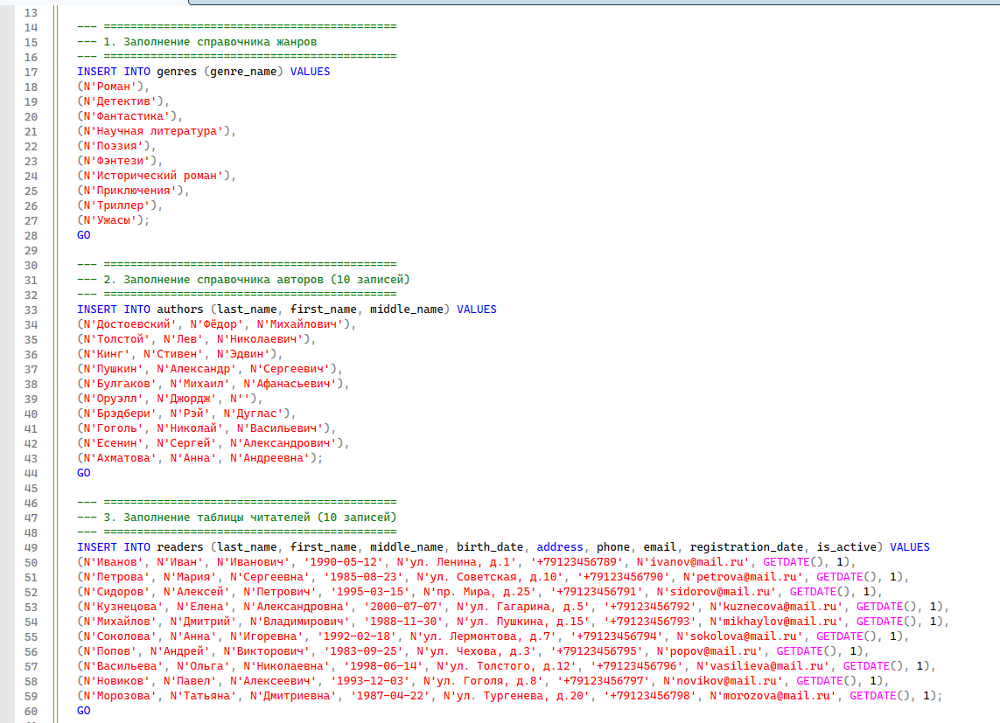 13
14 --- ============================================
15 --- 1. Заполнение справочника жанров
16 --- ============================================
17 INSERT INTO genres (genre_name) VALUES
18 (N'Роман'),
19 (N'Детектив'),
20 (N'Фантастика'),
21 (N'Научная литература'),
22 (N'Поэзия'),
23 (N'Фэнтези'),
24 (N'Исторический роман'),
25 (N'Приключения'),
26 (N'Триллер'),
27 (N'Ужасы');
28 GO
29
30 --- ============================================
31 --- 2. Заполнение справочника авторов (10 записей)
32 --- ============================================
33 INSERT INTO authors (last_name, first_name, middle_name) VALUES
34 (N'Достоевский', N'Фёдор', N'Михайлович'),
35 (N'Толстой', N'Лев', N'Николаевич'),
36 (N'Кинг', N'Стивен', N'Эдвин'),
37 (N'Пушкин', N'Александр', N'Сергеевич'),
38 (N'Булгаков', N'Михаил', N'Афанасьевич'),
39 (N'Оруэлл', N'Джордж', N''),
40 (N'Брэдбери', N'Рэй', N'Дуглас'),
41 (N'Гоголь', N'Николай', N'Васильевич'),
42 (N'Есенин', N'Сергей', N'Александрович'),
43 (N'Ахматова', N'Анна', N'Андреевна');
44 GO
45
46 --- ============================================
47 --- 3. Заполнение таблицы читателей (10 записей)
48 --- ============================================
49 INSERT INTO readers (last_name, first_name, middle_name, birth_date, address, phone, email, registration_date, is_active) VALUES
50 (N'Иванов', N'Иван', N'Иванович', '1990-05-12', N'ул. Ленина, д.1', '+79123456789', N'ivanov@mail.ru', GETDATE(), 1),
51 (N'Петрова', N'Мария', N'Сергеевна', '1985-08-23', N'ул. Советская, д.10', '+79123456790', N'petrova@mail.ru', GETDATE(), 1),
52 (N'Сидоров', N'Алексей', N'Петрович', '1995-03-15', N'пр. Мира, д.25', '+79123456791', N'sidorov@mail.ru', GETDATE(), 1),
53 (N'Кузнецова', N'Елена', N'Александровна', '2000-07-07', N'ул. Гагарина, д.5', '+79123456792', N'kuznecova@mail.ru', GETDATE(), 1),
54 (N'Михайлов', N'Дмитрий', N'Владимирович', '1988-11-30', N'ул. Пушкина, д.15', '+79123456793', N'mikhaylov@mail.ru', GETDATE(), 1),
55 (N'Соколова', N'Анна', N'Игоревна', '1992-02-18', N'ул. Лермонтова, д.7', '+79123456794', N'sokolova@mail.ru', GETDATE(), 1),
56 (N'Попов', N'Андрей', N'Викторович', '1983-09-25', N'ул. Чехова, д.3', '+79123456795', N'popov@mail.ru', GETDATE(), 1),
57 (N'Васильева', N'Ольга', N'Николаевна', '1998-06-14', N'ул. Толстого, д.12', '+79123456796', N'vasilieva@mail.ru', GETDATE(), 1),
58 (N'Новиков', N'Павел', N'Алексеевич', '1993-12-03', N'ул. Гоголя, д.8', '+79123456797', N'novikov@mail.ru', GETDATE(), 1),
59 (N'Морозова', N'Татьяна', N'Дмитриевна', '1987-04-22', N'ул. Тургенева, д.20', '+79123456798', N'morozova@mail.ru', GETDATE(), 1);
60 GO